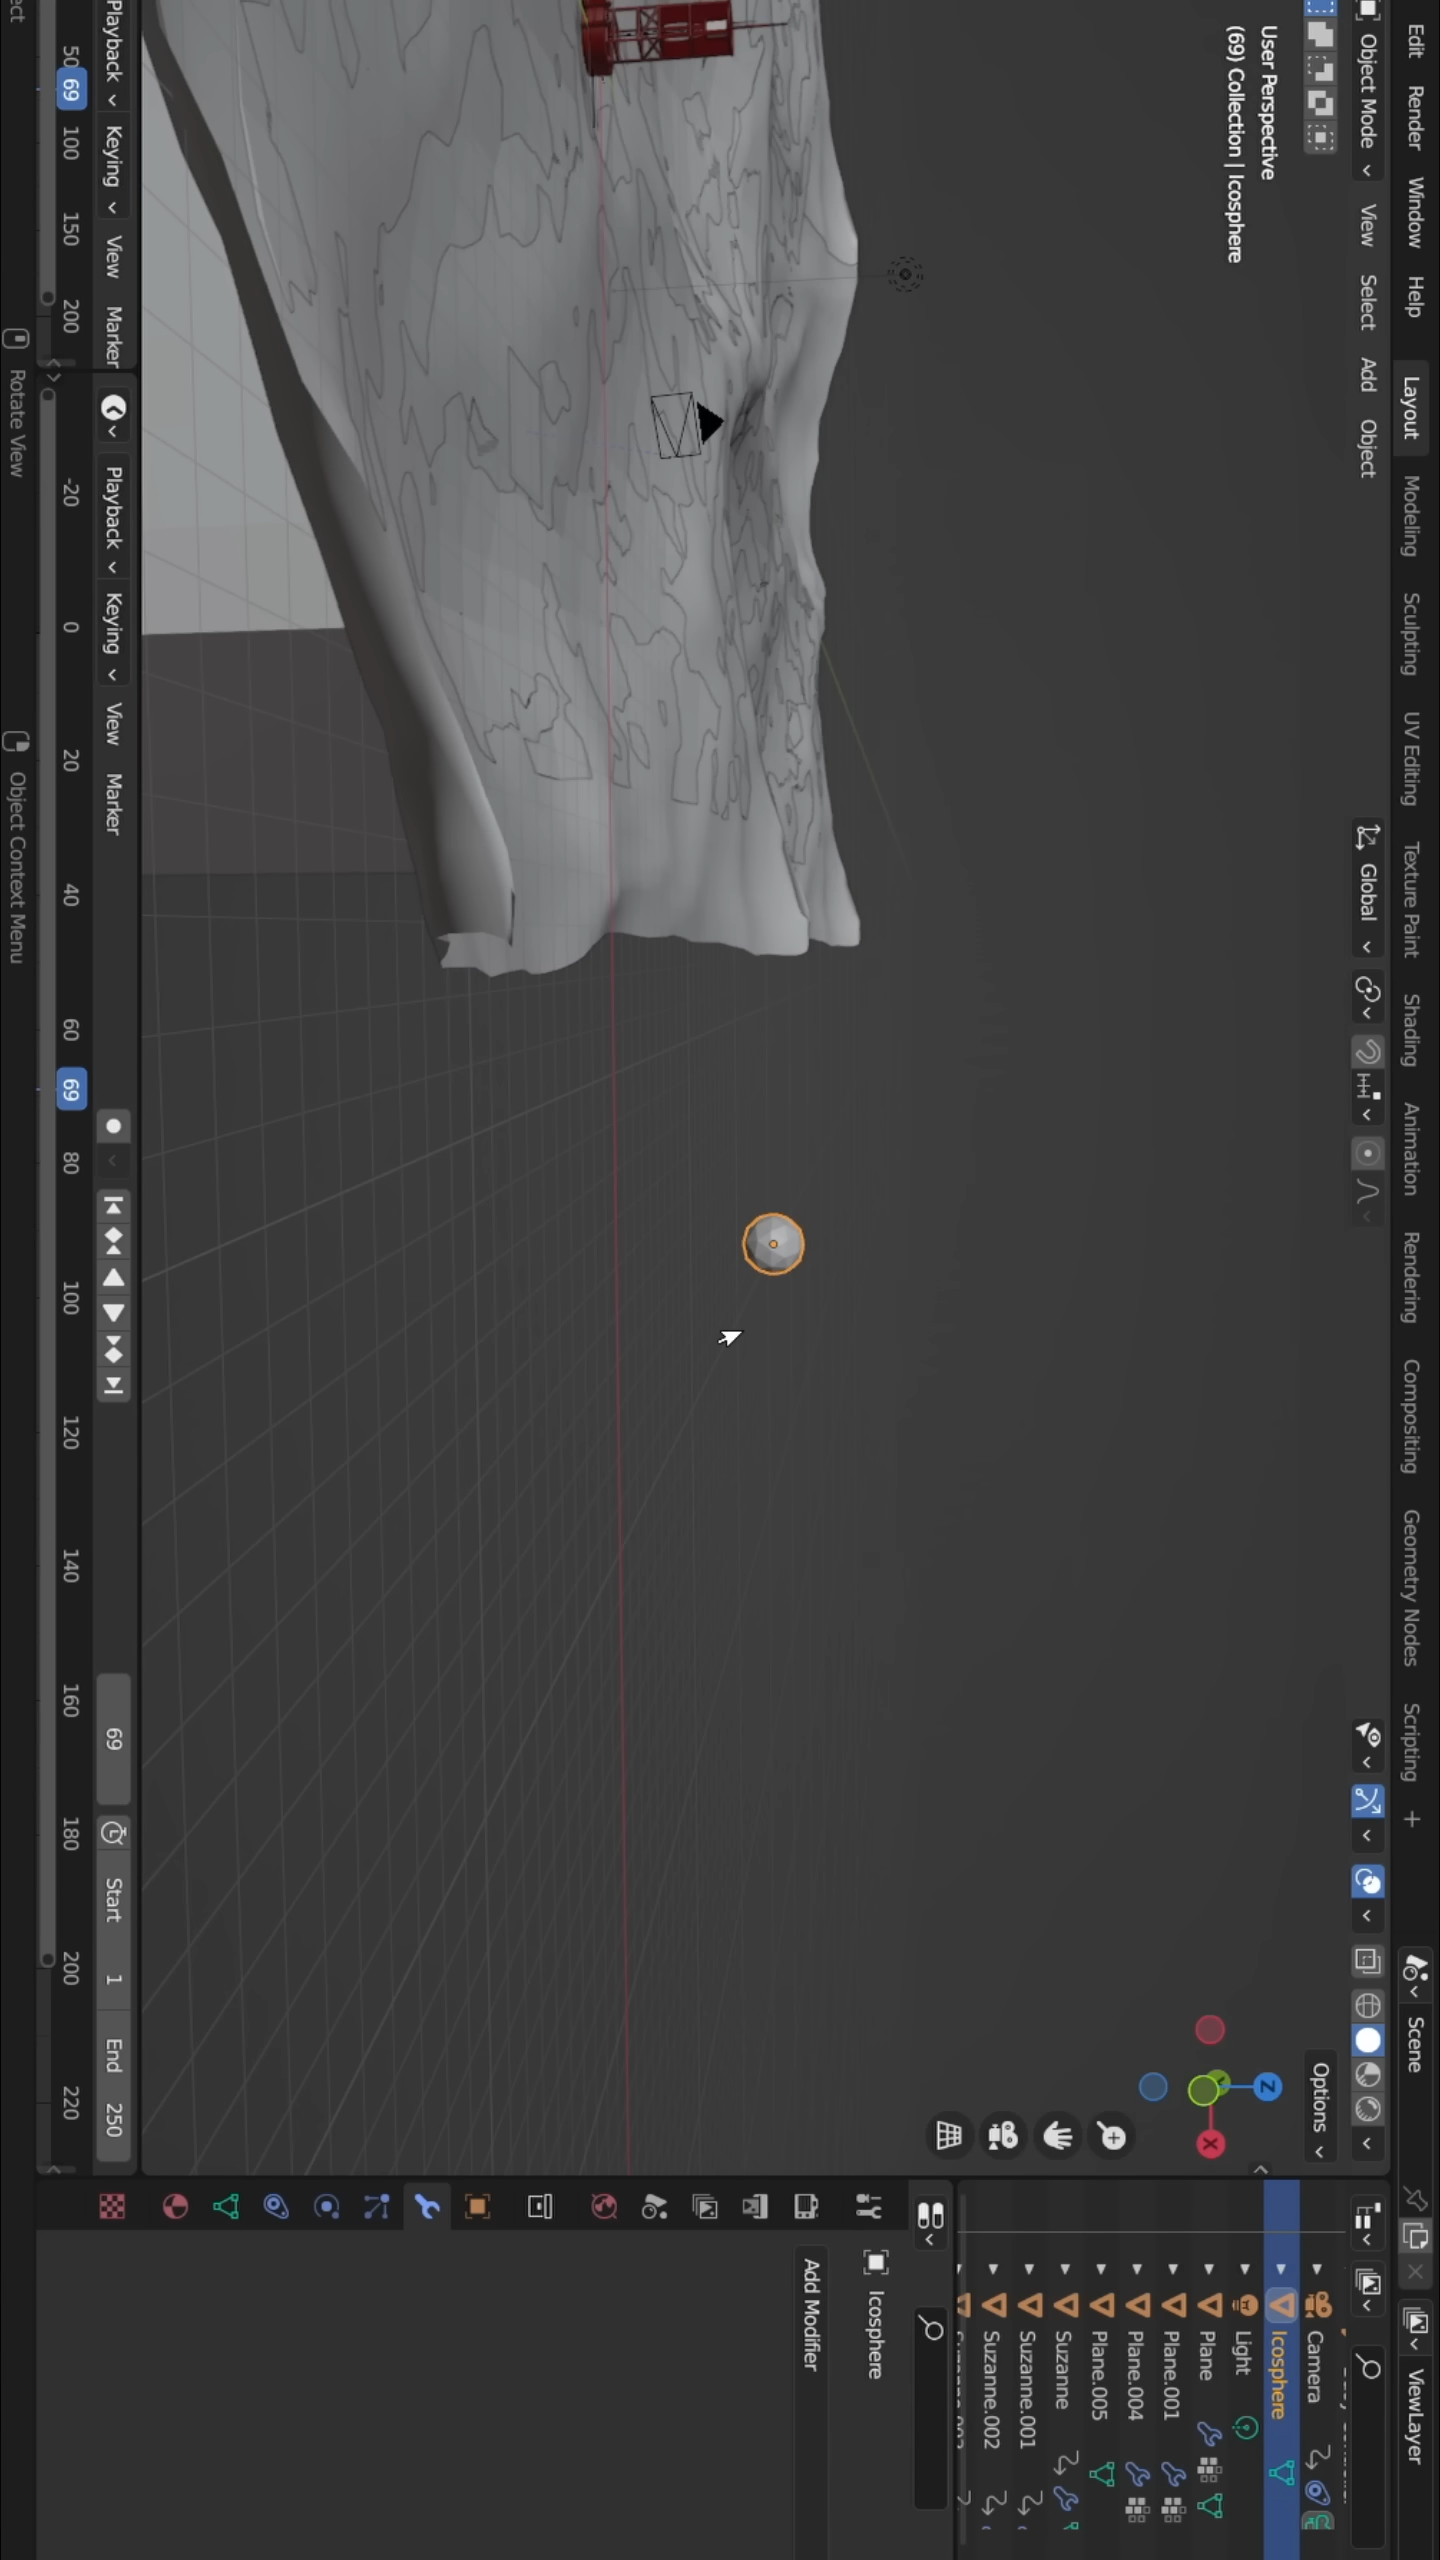 Edit Render Window Help Layout Modeling Sculpting UV Editing Texture Paint Shading Animation Rendering Compositing Geometry Nodes Scripting + Scene ViewLayer
Object Mode View Select Add Object Global
Options
User Perspective
(69) Collection | Icosphere
Z
X
Camera
Icosphere
Light
Plane
Plane.001
Plane.004
Plane.005
Suzanne
Suzanne.001
Suzanne.002
Icosphere
Add Modifier
Playback Keying View Marker
Playback Keying View Marker 69 Start 1 End 250
50 69 100 150 200
-20 0 20 40 60 69 80 100 120 140 160 180 200 220
Rotate View Object Context Menu